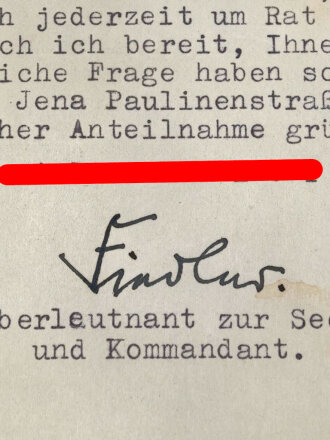 h jederzeit um Rat
ch ich bereit, Ihne
iche Frage haben so
Jena Paulinenstraß
cher Anteilnahme grü
Fiedler.
berleutnant zur See
und Kommandant.